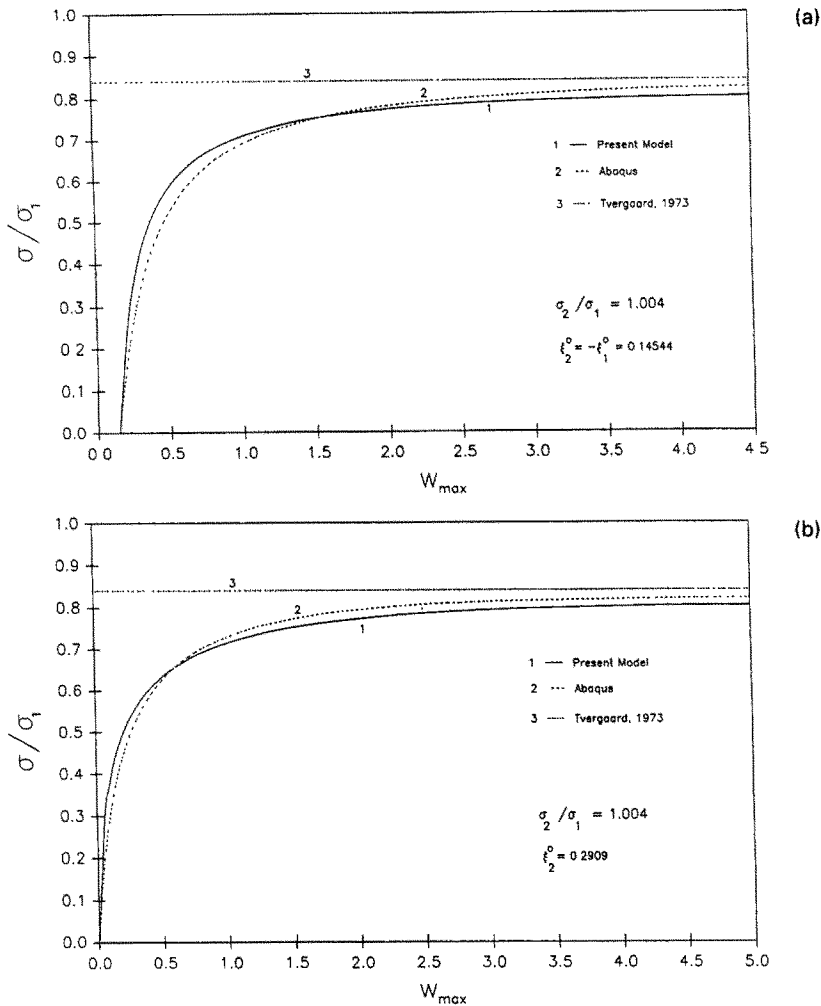 (a)
1.0
0.9
0.8
0.7
0.6
0.5
0.4
0.3
0.2
0.1
0.0
σ/σ₁
3
2
1
1 — Present Model
2 ---- Abaqus
3 ---- Tvergaard, 1973
σ₂/σ₁ = 1.004
ξ₂⁰ = -ξ₁⁰ = 0 14544
0 0 0.5 1.0 1.5 2.0 2.5 3.0 3.5 4.0 4 5
Wmax
(b)
1.0
0.9
0.8
0.7
0.6
0.5
0.4
0.3
0.2
0.1
0.0
σ/σ₁
3
2
1
1 — Present Model
2 ---- Abaqus
3 ---- Tvergaard, 1973
σ₂/σ₁ = 1.004
ξ₂⁰ = 0 2909
0.0 0.5 1.0 1.5 2.0 2.5 3.0 3.5 4.0 4.5 5.0
Wmax